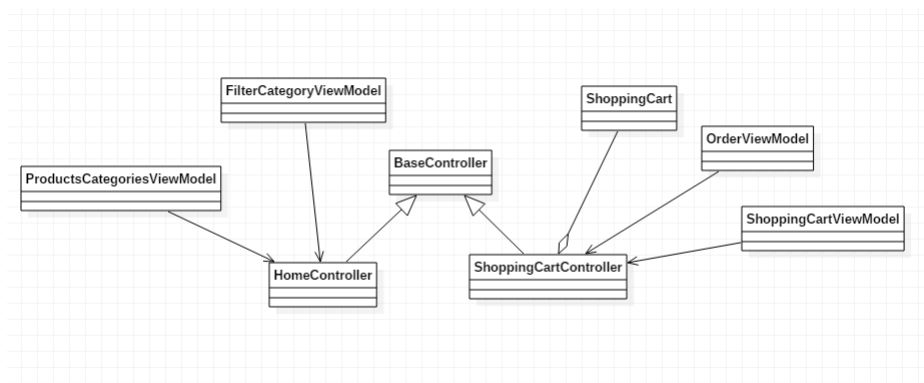 FilterCategoryViewModel
ShoppingCart
OrderViewModel
BaseController
ProductsCategoriesViewModel
ShoppingCartViewModel
HomeController
ShoppingCartController